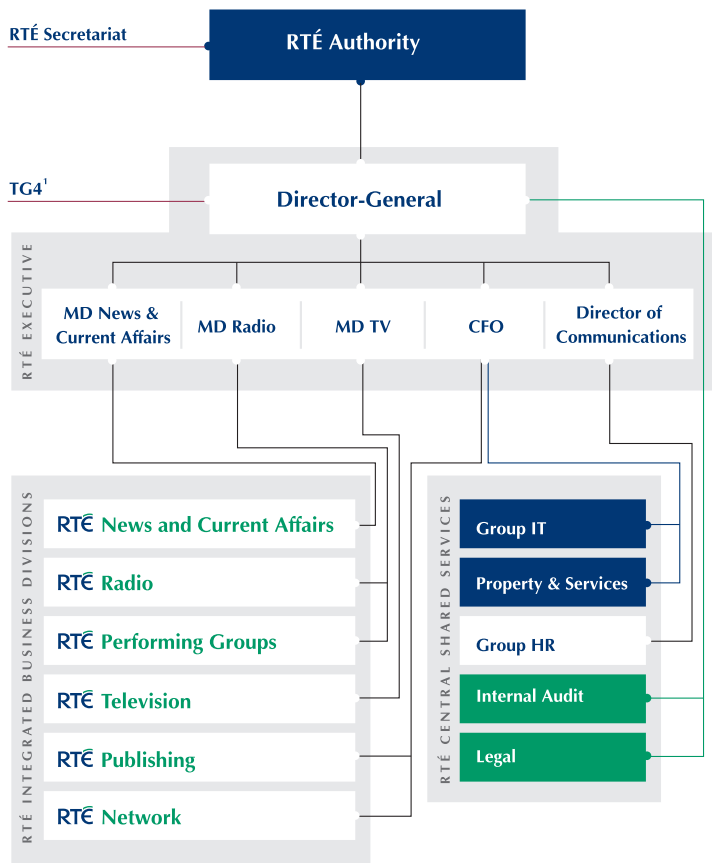 RTÉ Secretariat
RTÉ Authority
TG4¹
Director-General
RTÉ EXECUTIVE
MD News &
Current Affairs
MD Radio
MD TV
CFO
Director of
Communications
RTÉ INTEGRATED BUSINESS DIVISIONS
RTÉ News and Current Affairs
RTÉ Radio
RTÉ Performing Groups
RTÉ Television
RTÉ Publishing
RTÉ Network
RTÉ CENTRAL SHARED SERVICES
Group IT
Property & Services
Group HR
Internal Audit
Legal